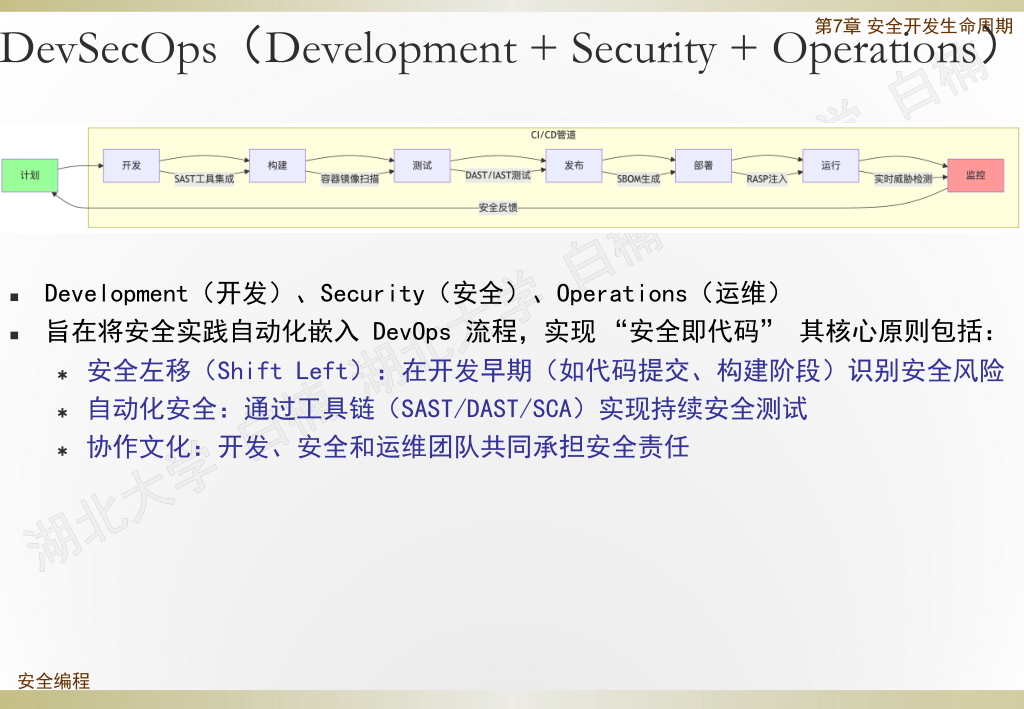 第7章 安全开发生命周期
DevSecOps（Development + Security + Operations）
CI/CD管道
计划
开发
SAST工具集成
构建
容器镜像扫描
测试
DAST/IAST测试
发布
SBOM生成
部署
RASP注入
运行
实时威胁检测
监控
安全反馈
▪ Development（开发）、Security（安全）、Operations（运维）
▪ 旨在将安全实践自动化嵌入 DevOps 流程，实现 “安全即代码” 其核心原则包括：
* 安全左移（Shift Left）：在开发早期（如代码提交、构建阶段）识别安全风险
* 自动化安全：通过工具链（SAST/DAST/SCA）实现持续安全测试
* 协作文化：开发、安全和运维团队共同承担安全责任
湖北大学 白楠 湖北大学 白楠
学 白楠
安全编程